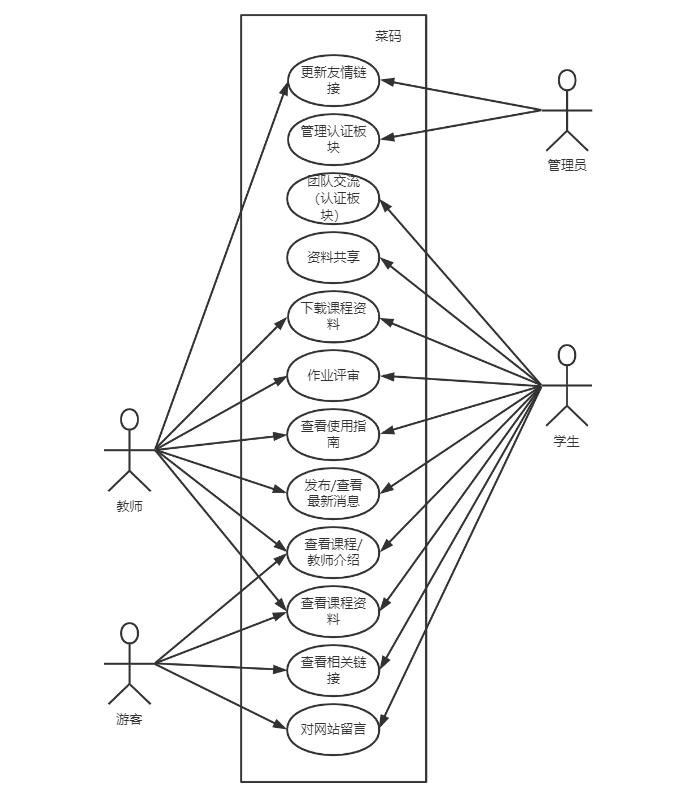 菜码
更新友情链
接
管理认证板
块
团队交流
（认证板
块）
资料共享
下载课程资
料
作业评审
查看使用指
南
发布/查看
最新消息
查看课程/
教师介绍
查看课程资
料
查看相关链
接
对网站留言
管理员
学生
教师
游客